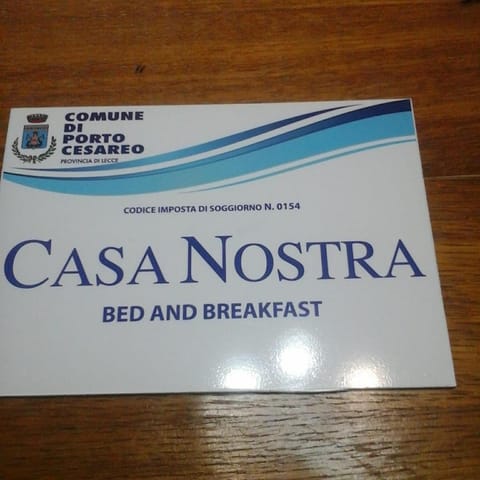 COMUNE
DI
PORTO
CESAREO
PROVINCIA DI LECCE
CODICE IMPOSTA DI SOGGIORNO N. 0154
CASA NOSTRA
BED AND BREAKFAST